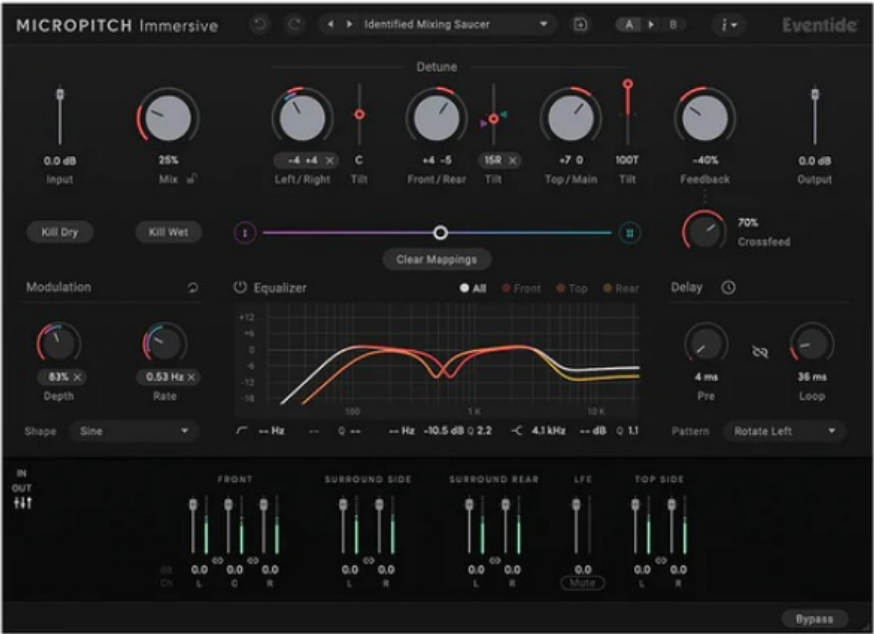 MICROPITCH Immersive Identified Mixing Saucer A B i Eventide
Detune
0.0 dB 25% -4 +4 × C +4 -5 15R × +7 0 100T -40% 0.0 dB
Input Mix Left/Right Tilt Front/Rear Tilt Top/Main Tilt Feedback Output
Kill Dry Kill Wet I II 70%
Crossfeed
Clear Mappings
Modulation Equalizer All Front Top Rear Delay
+12
+6
0
-6
-12
-18
100 1K 10K
83% × 0.53 Hz × 4 ms 36 ms
Depth Rate Pre Loop
Shape Sine -- Hz -- Q -- -- Hz -10.5 dB Q 2.2 4.1 kHz -- dB Q 1.1 Pattern Rotate Left
IN
OUT
FRONT SURROUND SIDE SURROUND REAR LFE TOP SIDE
dB 0.0 0.0 0.0 0.0 0.0 0.0 0.0 0.0 0.0 0.0
Ch L C R L R L R Mute L R
Bypass